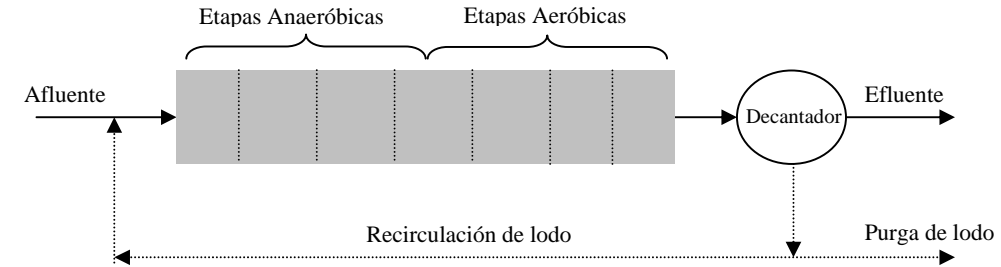 Etapas Anaeróbicas
Etapas Aeróbicas
Afluente
Decantador
Efluente
Recirculación de lodo
Purga de lodo